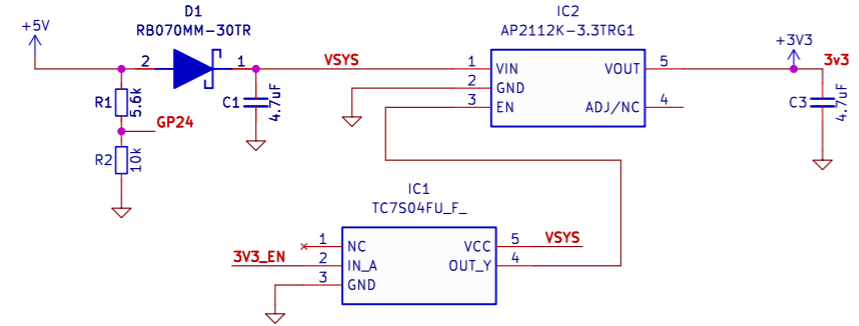 D1
RB070MM-30TR
+5V
2
1
VSYS
R1
5.6k
GP24
R2
10k
C1
4.7uF
IC2
AP2112K-3.3TRG1
1 VIN
2 GND
3 EN
VOUT 5
ADJ/NC 4
+3V3
3v3
C3
4.7uF
IC1
TC7S04FU_F_
1 NC
3V3_EN 2 IN_A
3 GND
VCC 5 VSYS
OUT_Y 4